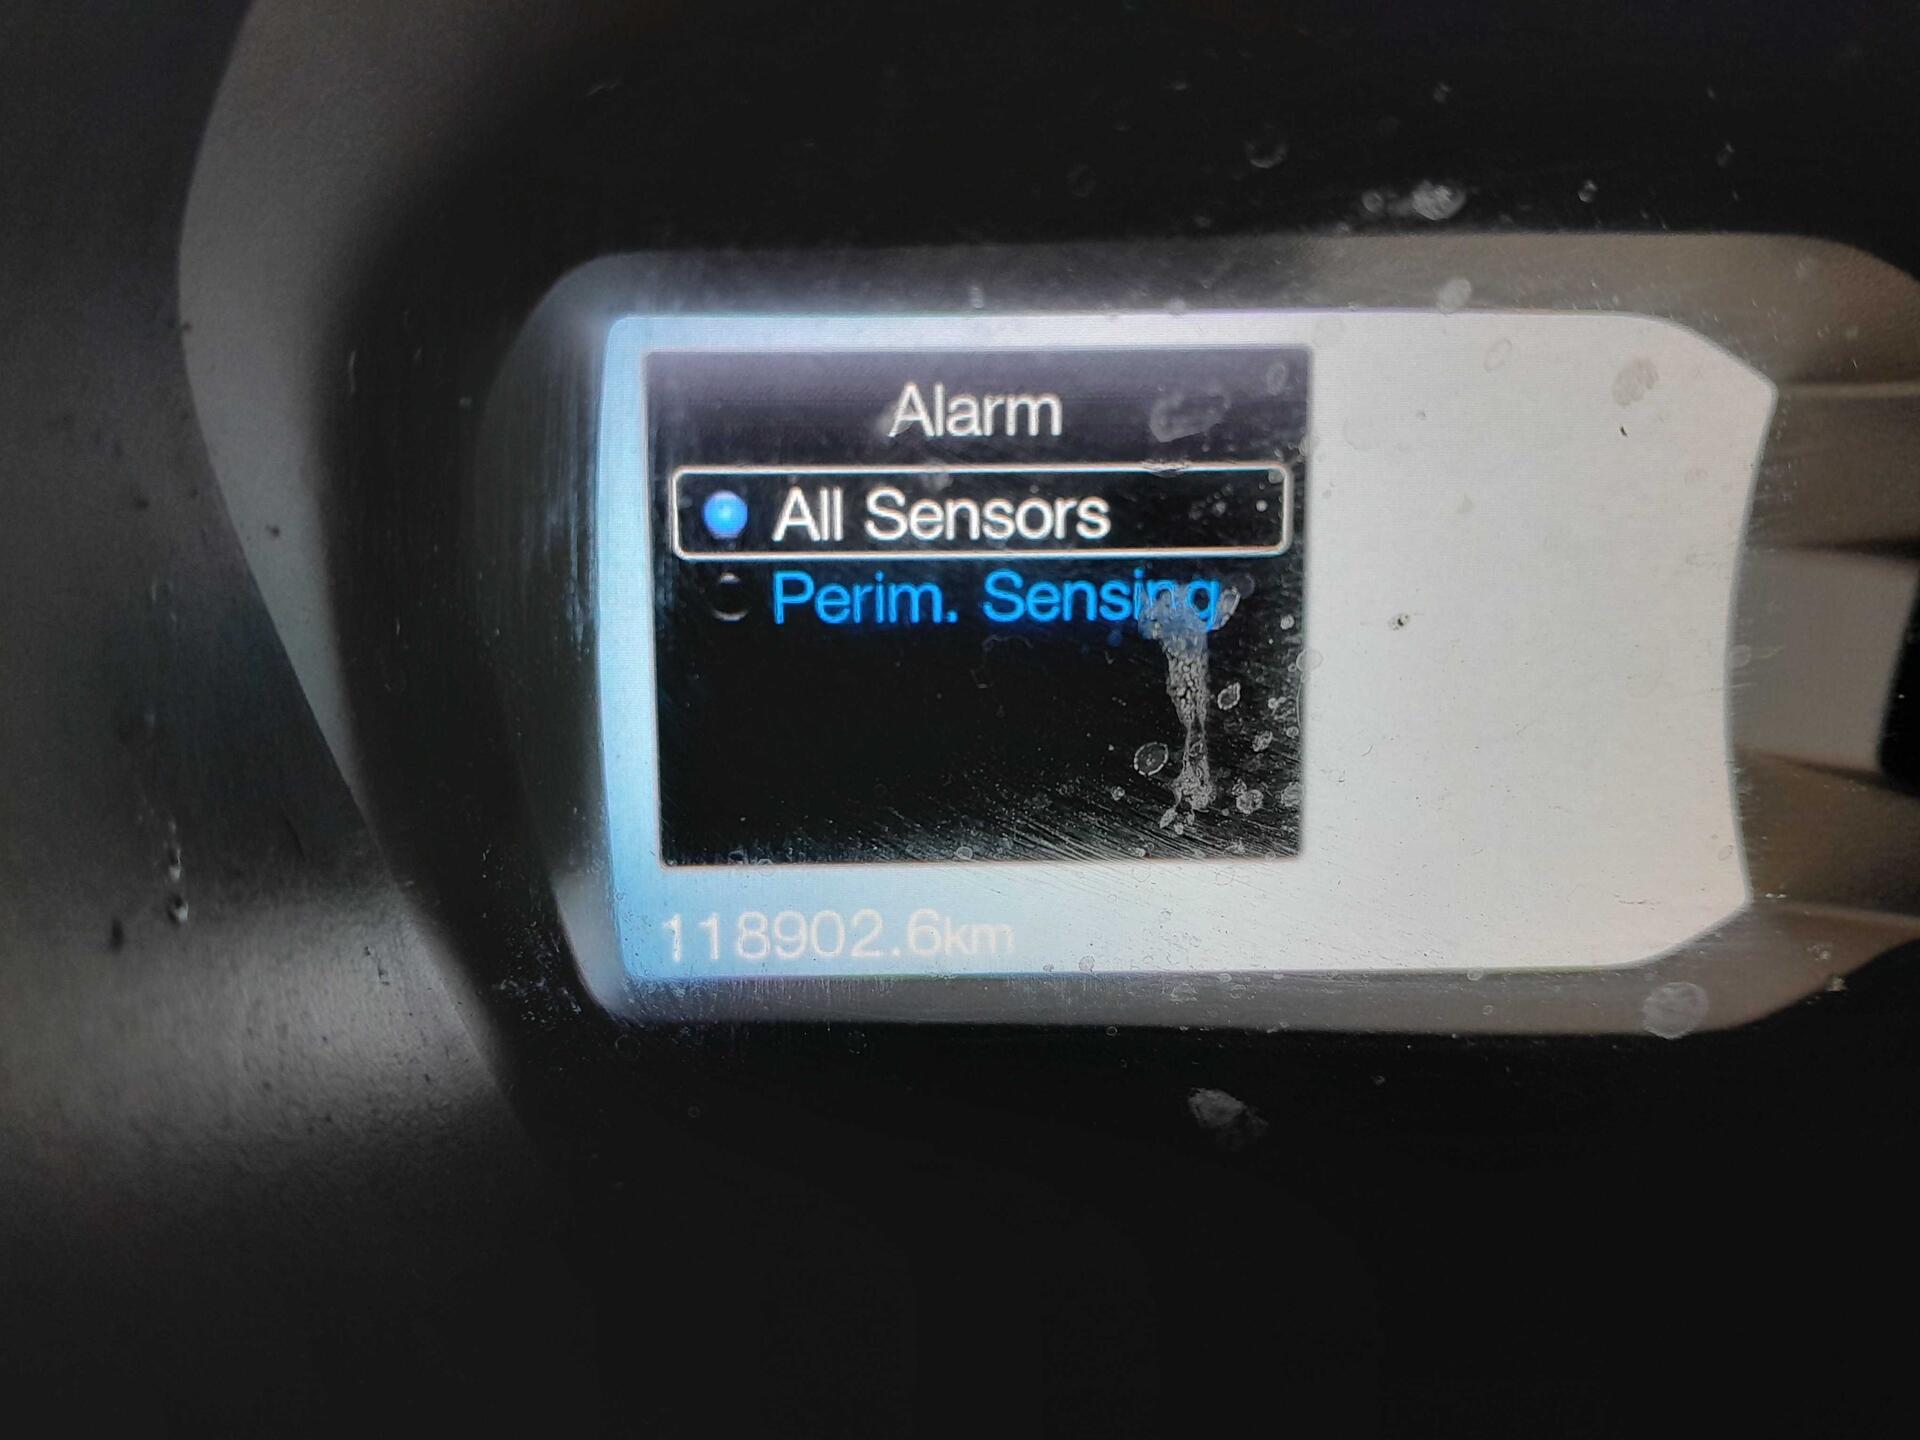 Alarm
All Sensors
Perim. Sensing
118902.6km